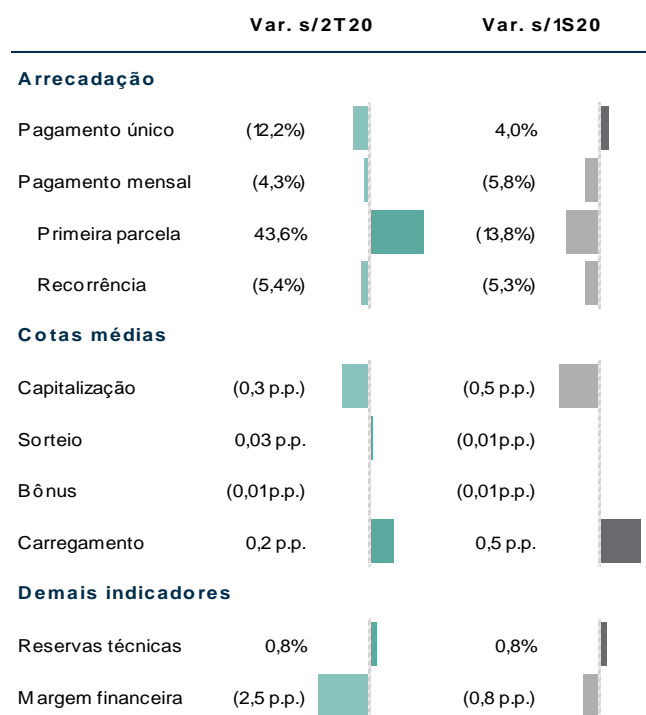 Var. s/2T20 Var. s/1S20
Arrecadação
Pagamento único (12,2%) 4,0%
Pagamento mensal (4,3%) (5,8%)
Primeira parcela 43,6% (13,8%)
Recorrência (5,4%) (5,3%)
Cotas médias
Capitalização (0,3 p.p.) (0,5 p.p.)
Sorteio 0,03 p.p. (0,01p.p.)
Bônus (0,01p.p.) (0,01p.p.)
Carregamento 0,2 p.p. 0,5 p.p.
Demais indicadores
Reservas técnicas 0,8% 0,8%
Margem financeira (2,5 p.p.) (0,8 p.p.)